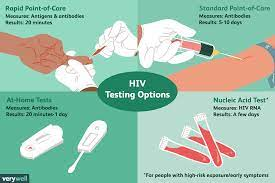 Rapid Point-of-Care
Measures: Antigens & antibodies
Results: 20 minutes
Standard Point-of-Care
Measures: Antibodies
Results: 5-10 days
HIV
Testing Options
At-Home Tests
Measures: Antibodies
Results: 20 minutes-1 day
Nucleic Acid Test*
Measures: HIV RNA
Results: A few days
*For people with high-risk exposure/early symptoms
verywell